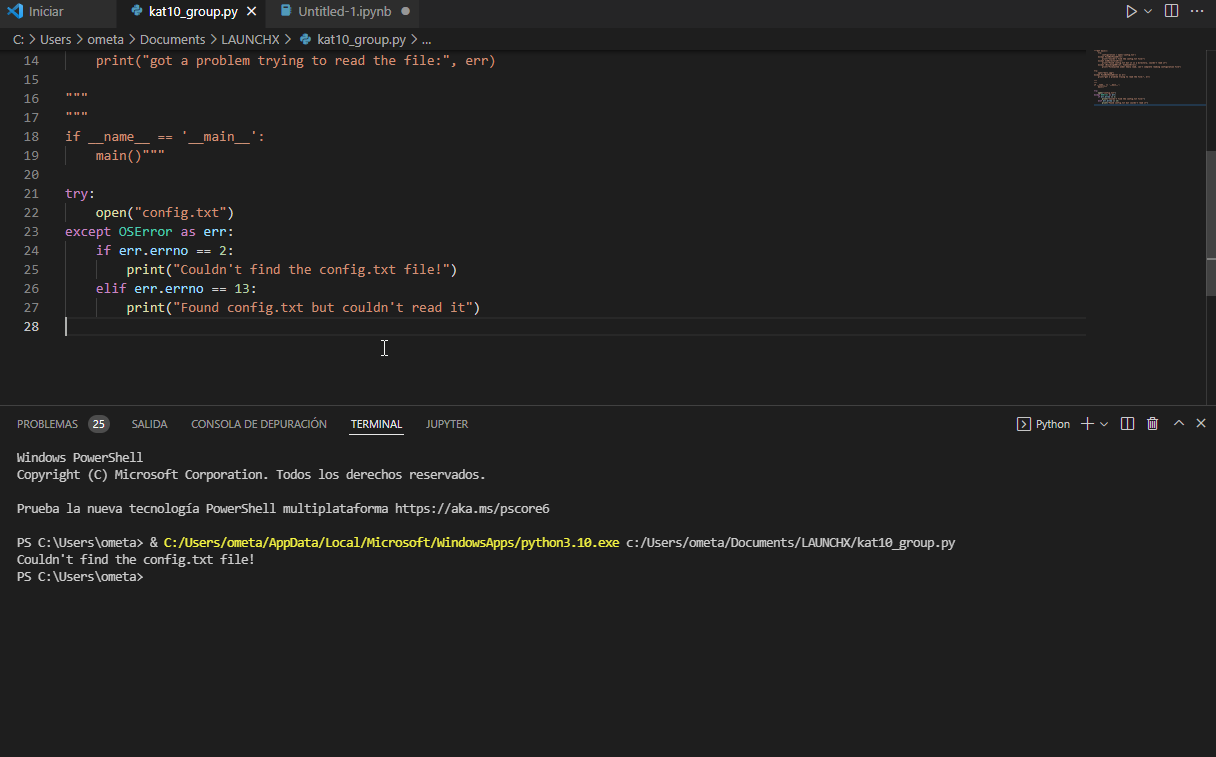 Iniciar kat10_group.py Untitled-1.ipynb
C: > Users > ometa > Documents > LAUNCHX > kat10_group.py > ...
14 print("got a problem trying to read the file:", err)
15
16 """
17 """
18 if __name__ == '__main__':
19 main()"""
20
21 try:
22 open("config.txt")
23 except OSError as err:
24 if err.errno == 2:
25 print("Couldn't find the config.txt file!")
26 elif err.errno == 13:
27 print("Found config.txt but couldn't read it")
28
PROBLEMAS 25 SALIDA CONSOLA DE DEPURACIÓN TERMINAL JUPYTER Python
Windows PowerShell
Copyright (C) Microsoft Corporation. Todos los derechos reservados.
Prueba la nueva tecnología PowerShell multiplataforma https://aka.ms/pscore6
PS C:\Users\ometa> & C:/Users/ometa/AppData/Local/Microsoft/WindowsApps/python3.10.exe c:/Users/ometa/Documents/LAUNCHX/kat10_group.py
Couldn't find the config.txt file!
PS C:\Users\ometa>